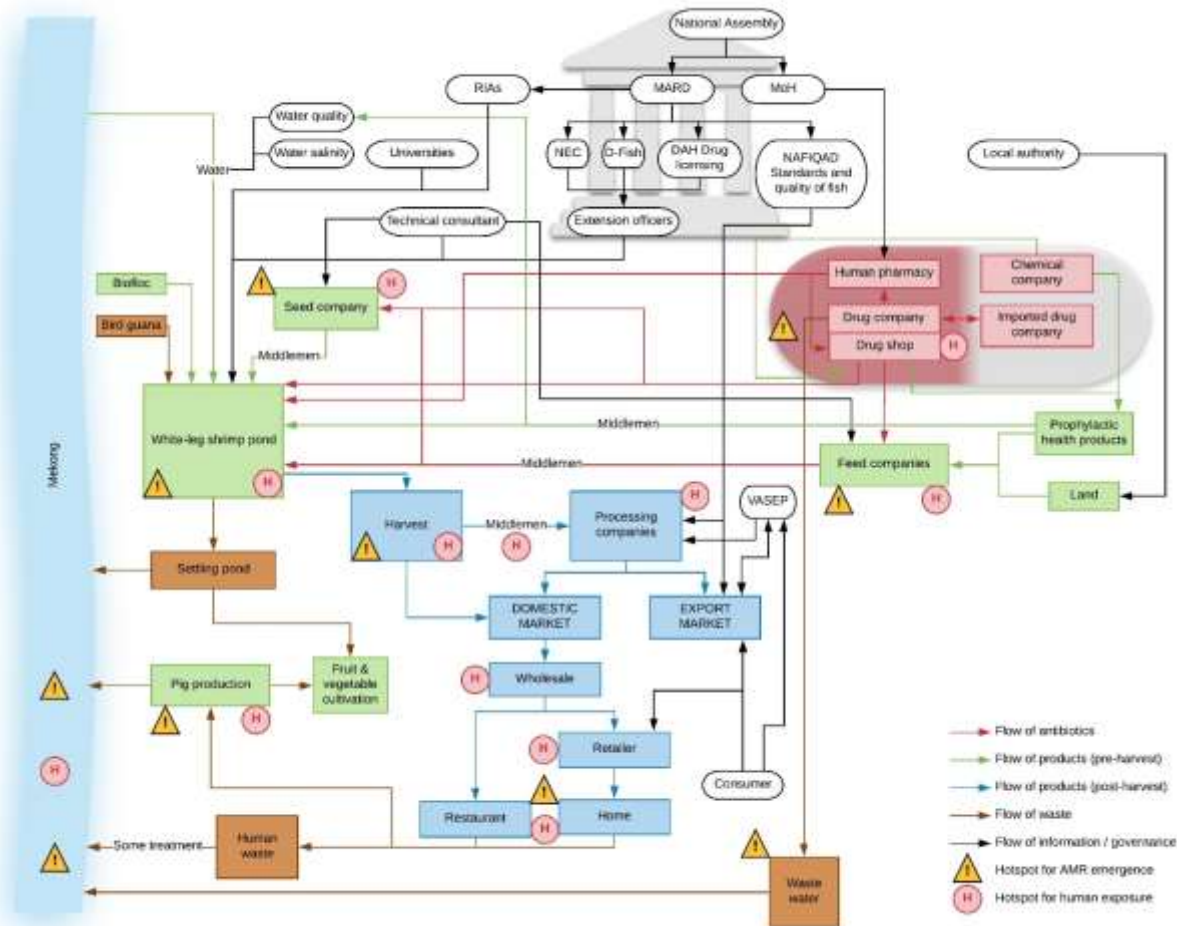 National Assembly
RIAs
MARD
MoH
Water quality
Water salinity
Water
Universities
NEC
D-Fish
DAH Drug
licensing
NAFIQAD
Standards and
quality of fish
Local authority
Technical consultant
Extension officers
Biofloc
Bird guana
H
Seed company
Middlemen
Human pharmacy
Chemical
company
Drug company
Imported drug
company
Drug shop
H
Mekong
White-leg shrimp pond
H
Middlemen
Prophylactic
health products
Middlemen
Feed companies
H
Land
Harvest
H
Middlemen
H
Processing
companies
H
VASEP
Settling pond
DOMESTIC
MARKET
EXPORT
MARKET
Pig production
H
Fruit &
vegetable
cultivation
H
Wholesale
H
H
Retailer
Consumer
Restaurant
H
Home
Some treatment
Human
waste
Waste
water
Flow of antibiotics
Flow of products (pre-harvest)
Flow of products (post-harvest)
Flow of waste
Flow of information / governance
! Hotspot for AMR emergence
H Hotspot for human exposure